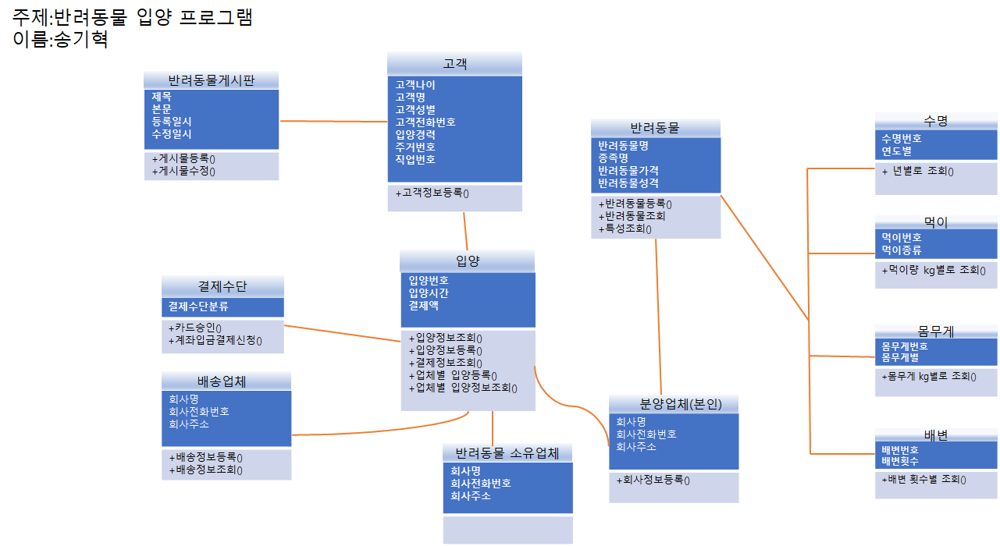 주제:반려동물 입양 프로그램
이름:송기혁
반려동물게시판
제목
본문
등록일시
수정일시
+게시물등록()
+게시물수정()
고객
고객나이
고객명
고객성별
고객전화번호
입양경력
주거번호
직업번호
+고객정보등록()
반려동물
반려동물명
종족명
반려동물가격
반려동물성격
+반려동물등록()
+반려동물조회
+특성조회()
수명
수명번호
연도별
+ 년별로 조회()
먹이
먹이번호
먹이종류
+먹이량 kg별로 조회()
결제수단
결제수단분류
+카드승인()
+계좌입금결제신청()
입양
입양번호
입양시간
결제액
+입양정보조회()
+입양정보등록()
+결제정보조회()
+업체별 입양등록()
+업체별 입양정보조회()
몸무게
몸무게번호
몸무게별
+몸무게 kg별로 조회()
배송업체
회사명
회사전화번호
회사주소
+배송정보등록()
+배송정보조회()
반려동물 소유업체
회사명
회사전화번호
회사주소
분양업체(본인)
회사명
회사전화번호
회사주소
+회사정보등록()
배변
배변번호
배변횟수
+배변 횟수별 조회()